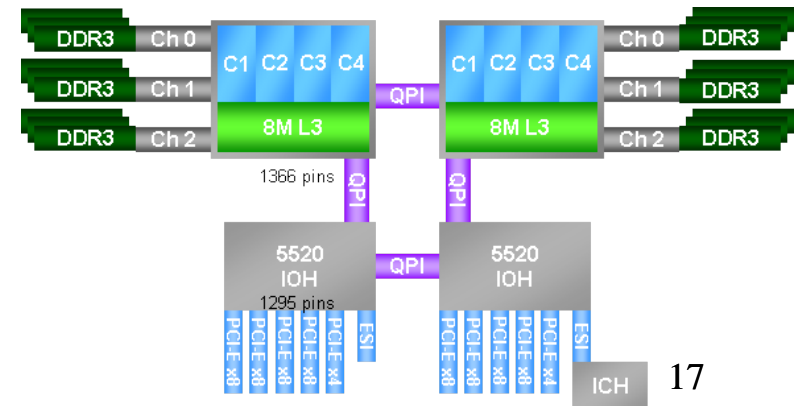 DDR3 Ch 0 Ch 0 DDR3
C1 C2 C3 C4 C1 C2 C3 C4
DDR3 Ch 1 QPI Ch 1 DDR3
8M L3 8M L3
DDR3 Ch 2 Ch 2 DDR3
1366 pins QPI QPI
5520 5520
IOH QPI IOH
1295 pins
PCI-E x8 PCI-E x8 PCI-E x8 PCI-E x8 PCI-E x4 ESI PCI-E x8 PCI-E x8 PCI-E x8 PCI-E x8 PCI-E x4 ESI
ICH 17